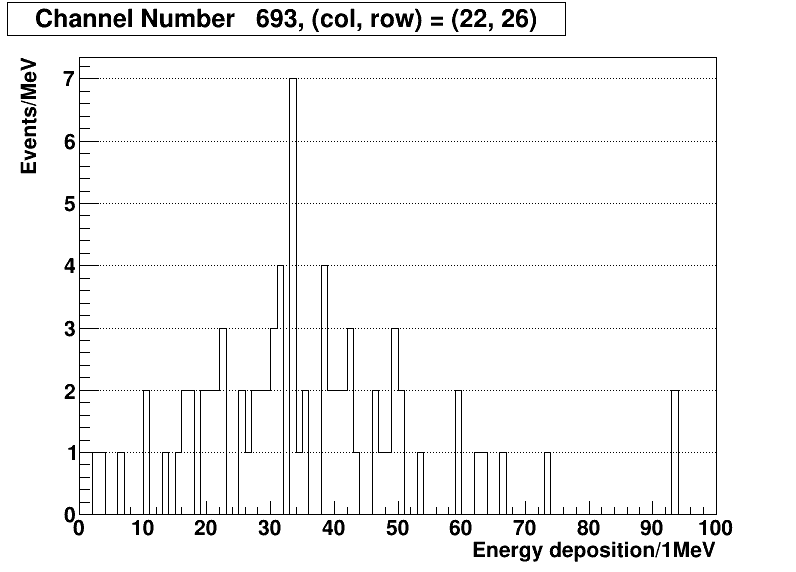 Channel Number 693, (col, row) = (22, 26)
Events/MeV
7
6
5
4
3
2
1
0
0 10 20 30 40 50 60 70 80 90 100
Energy deposition/1MeV